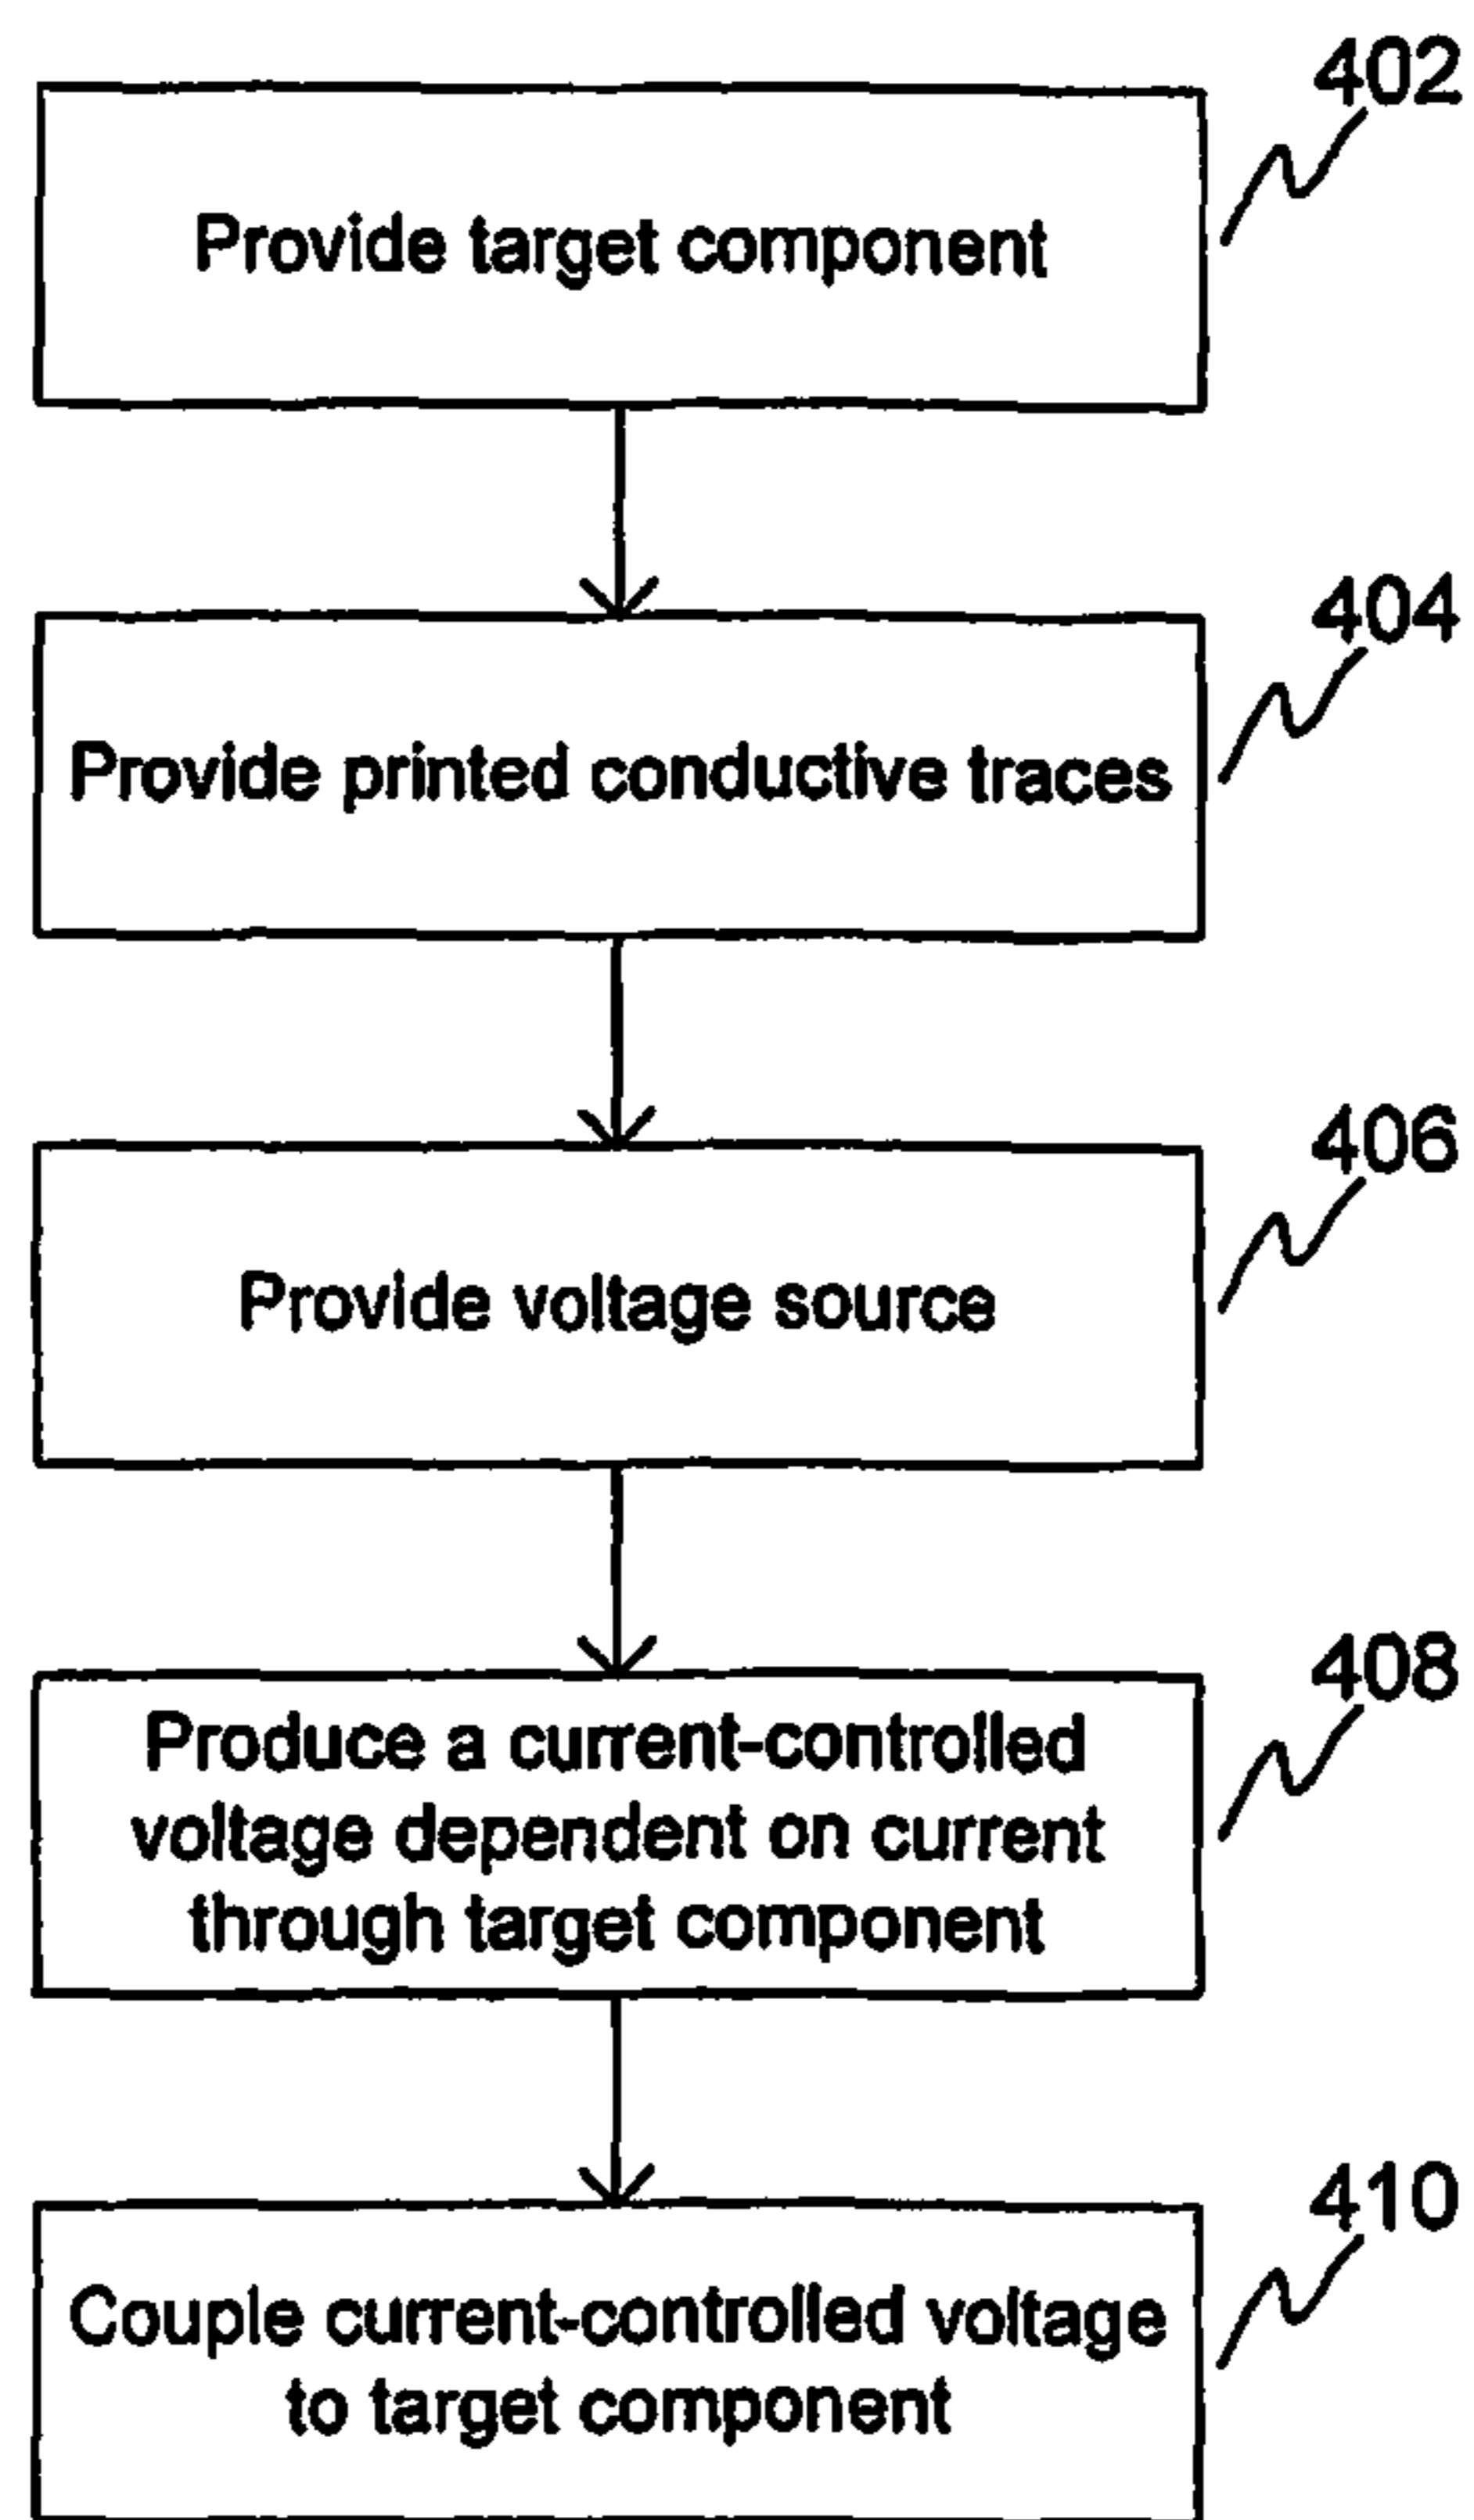 402
Provide target component
404
Provide printed conductive traces
406
Provide voltage source
408
Produce a current-controlled
voltage dependent on current
through target component
410
Couple current-controlled voltage
to target component